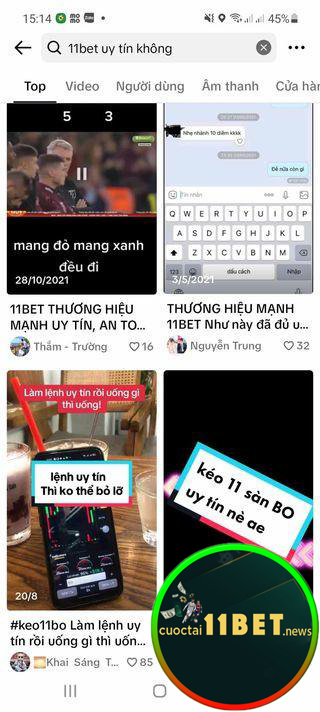 15:14
45%
11bet uy tín không
Top Video Người dùng Âm thanh Cửa hàn
5 3
mang đỏ mang xanh
đều đi
28/10/2021
11BET THƯƠNG HIỆU
MẠNH UY TÍN, AN TO...
Thắm - Trường 16
Nhẹ nhành 10 điểm kkkk
Đề nữa còn gì
Tin nhắn
Q W E R T Y U I O P
A S D F G H J K L
Z X C V B N M
123 dấu cách Nhập
3/5/2021
THƯƠNG HIỆU MẠNH
11BET Như này đã đủ u...
Nguyễn Trung 32
Làm lệnh uy tín rồi uống gì
thì uống!
lệnh uy tín
Thì ko thể bỏ lỡ
20/8
#keo11bo Làm lệnh uy
tín rồi uống gì thì uốn...
Khai Sáng T... 85
kéo 11 sàn BO
uy tín nè ae
cuoctai11BET.news